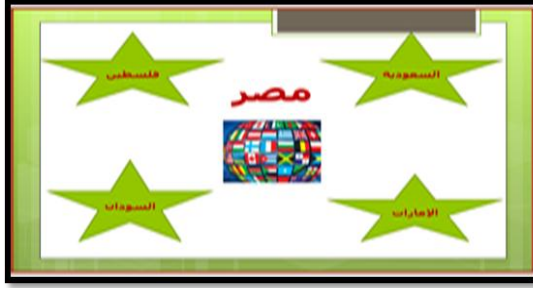 السعودية
فلسطين
مصر
الإمارات
السودان